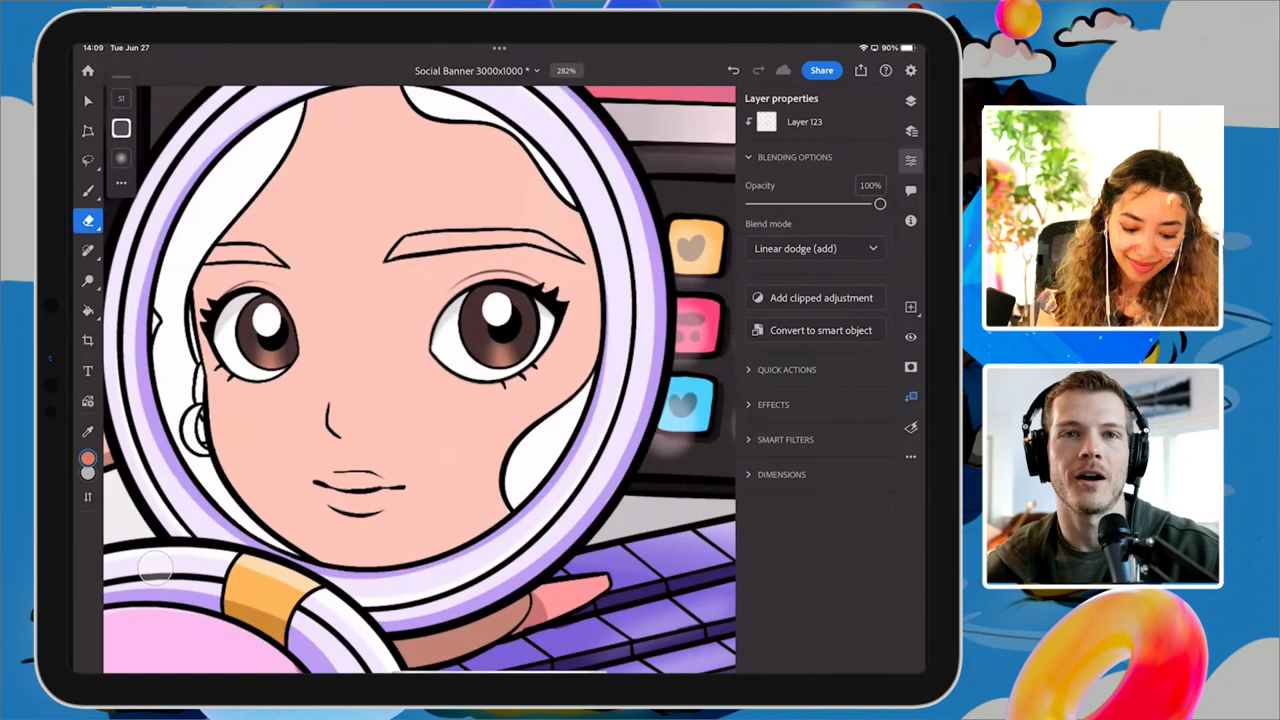 14:09 Tue Jun 27
90%
Social Banner 3000x1000 *
282%
Share
51
Layer properties
Layer 123
BLENDING OPTIONS
Opacity
100%
Blend mode
Linear dodge (add)
Add clipped adjustment
Convert to smart object
QUICK ACTIONS
EFFECTS
SMART FILTERS
DIMENSIONS